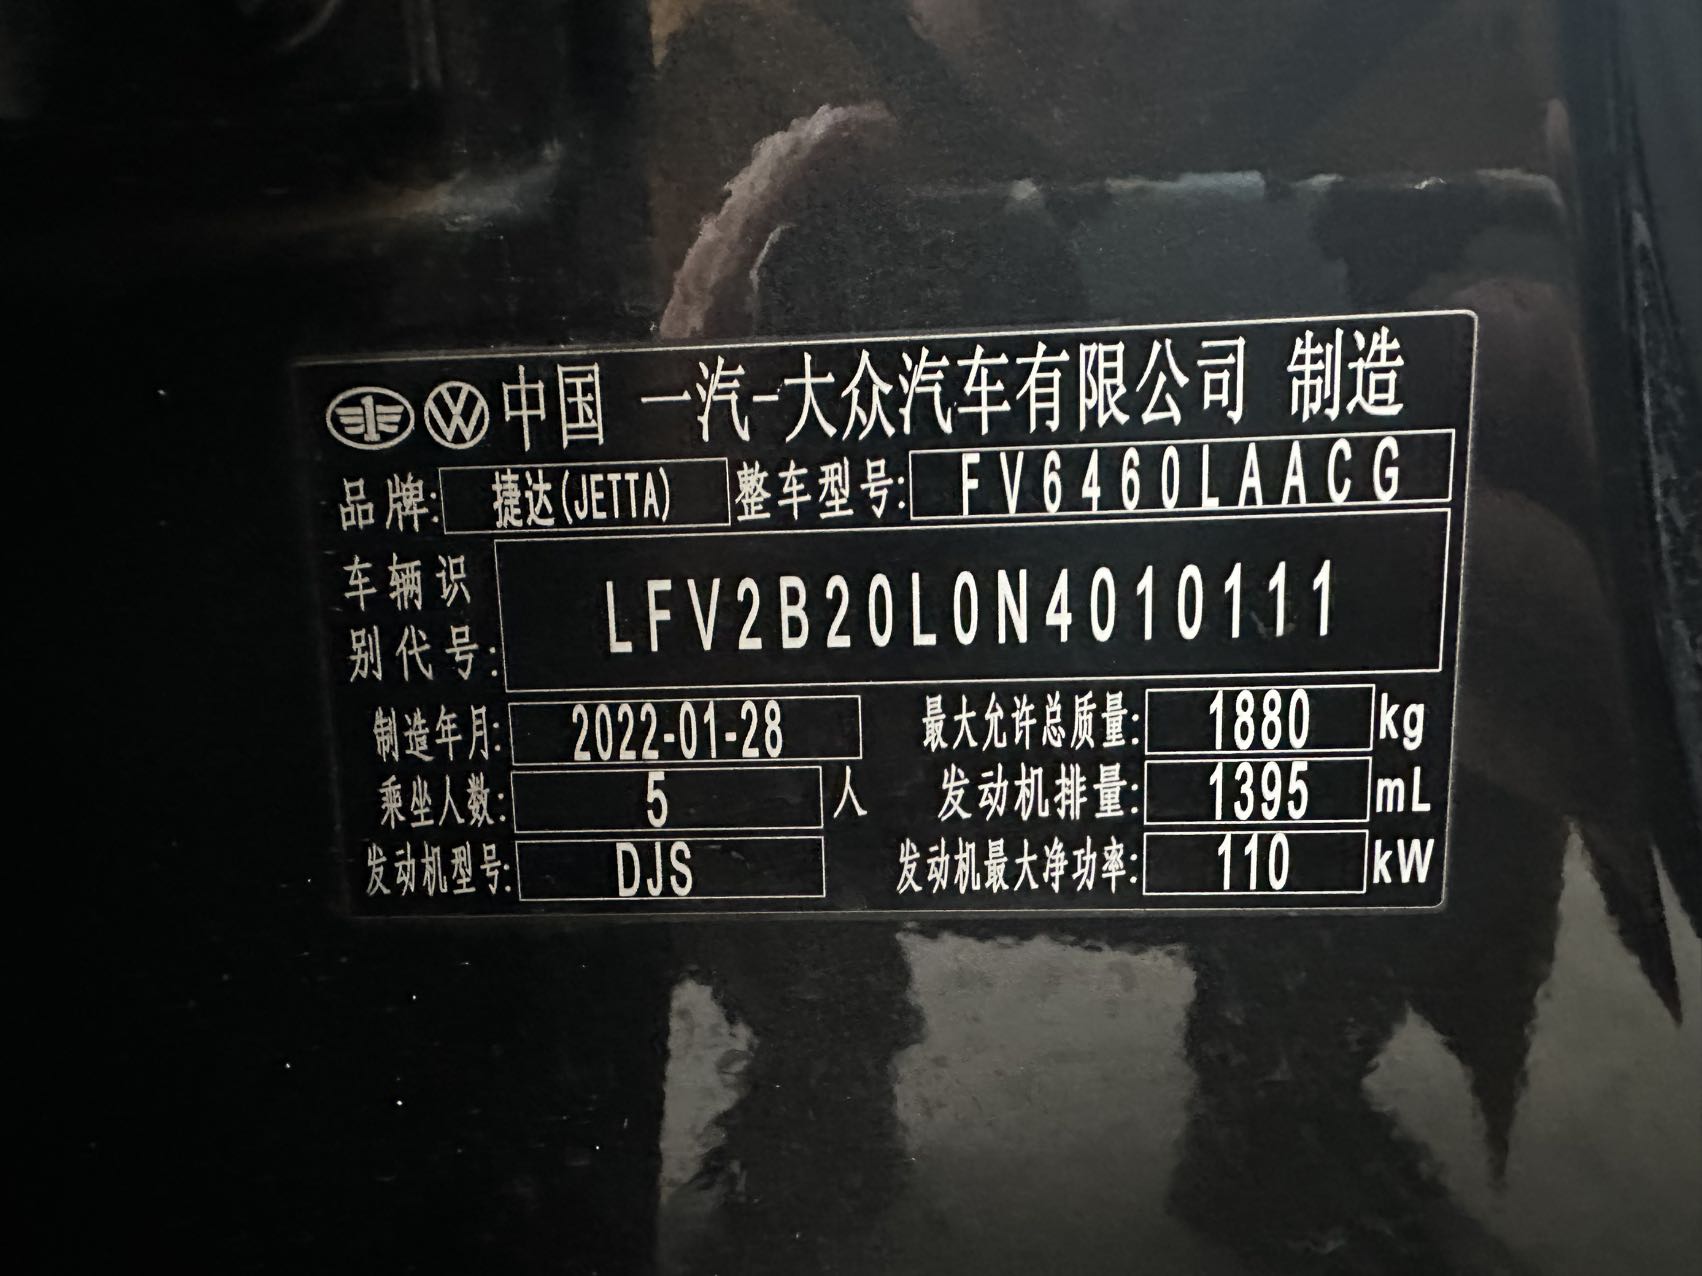 中国 一汽-大众汽车有限公司 制造
品牌: 捷达(JETTA) 整车型号: FV6460LAACG
车辆识别代号: LFV2B20L0N4010111
制造年月: 2022-01-28 最大允许总质量: 1880 kg
乘坐人数: 5 人 发动机排量: 1395 mL
发动机型号: DJS 发动机最大净功率: 110 kW